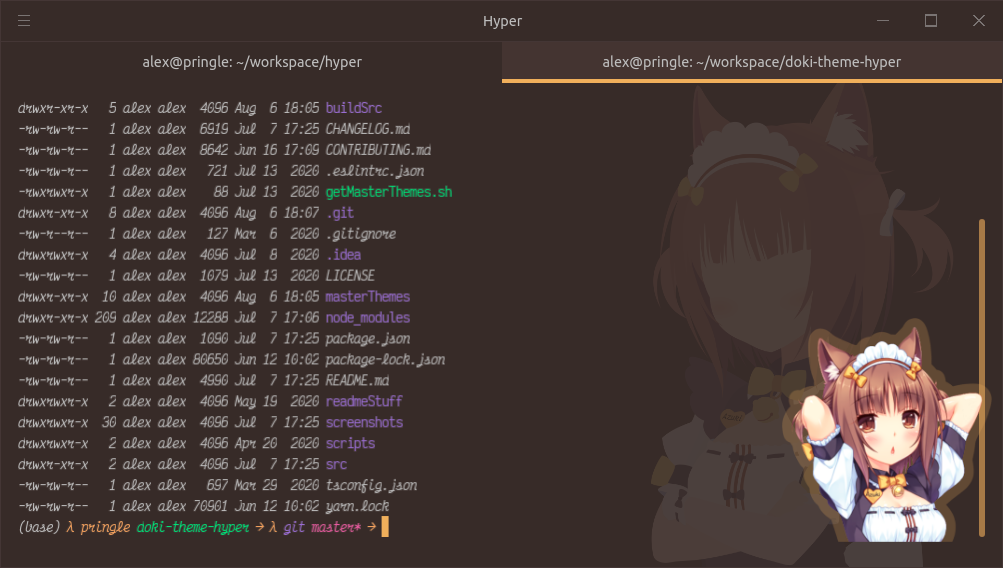 Hyper
alex@pringle: ~/workspace/hyper
alex@pringle: ~/workspace/doki-theme-hyper
drwxr-xr-x 5 alex alex 4096 Aug 6 18:05 buildSrc
-rw-rw-r-- 1 alex alex 6919 Jul 7 17:25 CHANGELOG.md
-rw-rw-r-- 1 alex alex 8642 Jun 16 17:09 CONTRIBUTING.md
-rw-rw-r-- 1 alex alex 721 Jul 13 2020 .eslintrc.json
-rwxrwxr-x 1 alex alex 88 Jul 13 2020 getMasterThemes.sh
drwxr-xr-x 8 alex alex 4096 Aug 6 18:07 .git
-rw-r--r-- 1 alex alex 127 Mar 6 2020 .gitignore
drwxr-xr-x 4 alex alex 4096 Jul 8 2020 .idea
-rw-rw-r-- 1 alex alex 1079 Jul 13 2020 LICENSE
drwxr-xr-x 10 alex alex 4096 Aug 6 18:05 masterThemes
drwxr-xr-x 209 alex alex 12288 Jul 7 17:06 node_modules
-rw-rw-r-- 1 alex alex 1090 Jul 7 17:25 package.json
-rw-rw-r-- 1 alex alex 80650 Jun 12 10:02 package-lock.json
-rw-rw-r-- 1 alex alex 4990 Jul 7 17:25 README.md
drwxrwxr-x 2 alex alex 4096 May 19 2020 readmeStuff
drwxrwxr-x 30 alex alex 4096 Jul 7 17:25 screenshots
drwxrwxr-x 2 alex alex 4096 Apr 20 2020 scripts
drwxr-xr-x 2 alex alex 4096 Jul 7 17:25 src
-rw-rw-r-- 1 alex alex 697 Mar 29 2020 tsconfig.json
-rw-rw-r-- 1 alex alex 70901 Jun 12 10:02 yarn.lock
(base) λ pringle doki-theme-hyper → λ git master* →